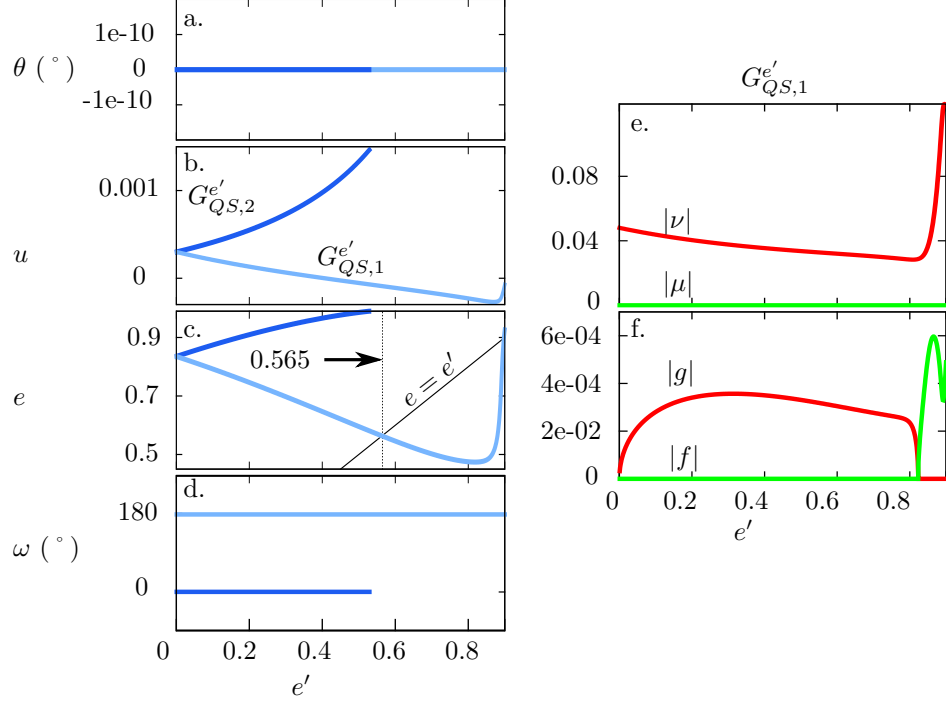 a.
θ ( ° )
1e-10
0
-1e-10
b.
u
0.001
0
G^{e'}_{QS,2}
G^{e'}_{QS,1}
c.
e
0.9
0.7
0.5
0.565
e = e'
d.
ω ( ° )
180
0
0 0.2 0.4 0.6 0.8
e'
G^{e'}_{QS,1}
e.
0.08
0.04
0
|ν|
|μ|
f.
6e-04
4e-04
2e-02
0
|g|
|f|
0 0.2 0.4 0.6 0.8
e'